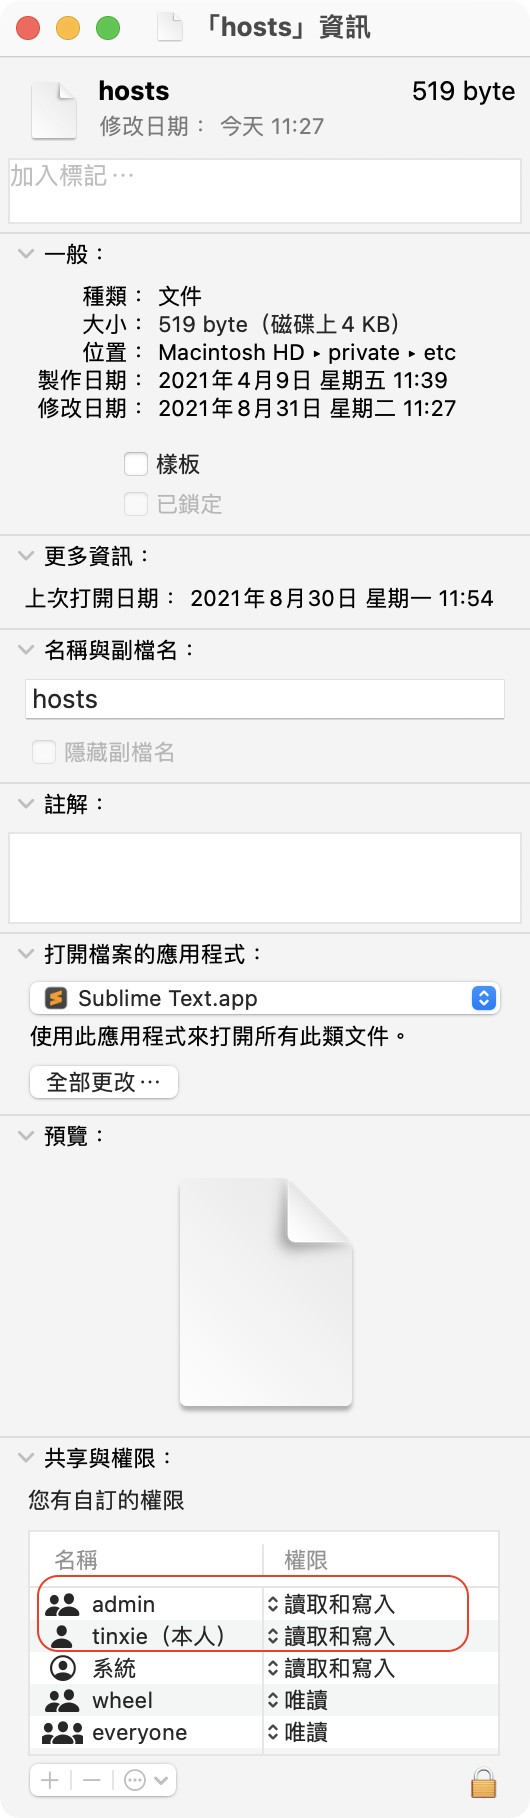 「hosts」資訊
hosts 519 byte
修改日期： 今天 11:27
加入標記⋯
一般：
種類： 文件
大小： 519 byte（磁碟上 4 KB）
位置： Macintosh HD ▸ private ▸ etc
製作日期： 2021年4月9日 星期五 11:39
修改日期： 2021年8月31日 星期二 11:27
樣板
已鎖定
更多資訊：
上次打開日期： 2021年8月30日 星期一 11:54
名稱與副檔名：
hosts
隱藏副檔名
註解：
打開檔案的應用程式：
Sublime Text.app
使用此應用程式來打開所有此類文件。
全部更改⋯
預覽：
共享與權限：
您有自訂的權限
名稱 權限
admin 讀取和寫入
tinxie（本人） 讀取和寫入
系統 讀取和寫入
wheel 唯讀
everyone 唯讀